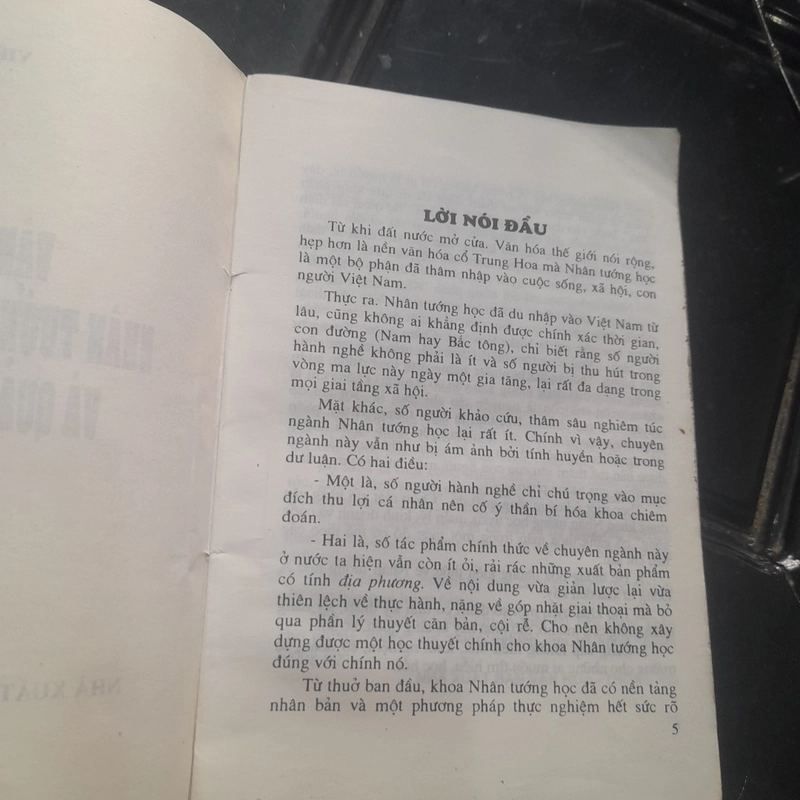 LỜI NÓI ĐẦU
Từ khi đất nước mở cửa. Văn hóa thế giới nói rộng,
hẹp hơn là nền văn hóa cổ Trung Hoa mà Nhân tướng học
là một bộ phận đã thâm nhập vào cuộc sống, xã hội, con
người Việt Nam.
Thực ra. Nhân tướng học đã du nhập vào Việt Nam từ
lâu, cũng không ai khẳng định được chính xác thời gian,
con đường (Nam hay Bắc tông), chỉ biết rằng số người
hành nghề không phải là ít và số người bị thu hút trong
vòng ma lực này ngày một gia tăng, lại rất đa dạng trong
mọi giai tầng xã hội.
Mặt khác, số người khảo cứu, thâm sâu nghiêm túc
ngành Nhân tướng học lại rất ít. Chính vì vậy, chuyên
ngành này vẫn như bị ám ảnh bởi tính huyền hoặc trong
dư luận. Có hai điều:
- Một là, số người hành nghề chỉ chú trọng vào mục
đích thu lợi cá nhân nên cố ý thần bí hóa khoa chiêm
đoán.
- Hai là, số tác phẩm chính thức về chuyên ngành này
ở nước ta hiện vẫn còn ít ỏi, rải rác những xuất bản phẩm
có tính địa phương. Về nội dung vừa giản lược lại vừa
thiên lệch về thực hành, nặng về góp nhặt giai thoại mà bỏ
qua phần lý thuyết căn bản, cội rễ. Cho nên không xây
dựng được một học thuyết chính cho khoa Nhân tướng học
đúng với chính nó.
Từ thuở ban đầu, khoa Nhân tướng học đã có nền tảng
nhân bản và một phương pháp thực nghiệm hết sức rõ
5